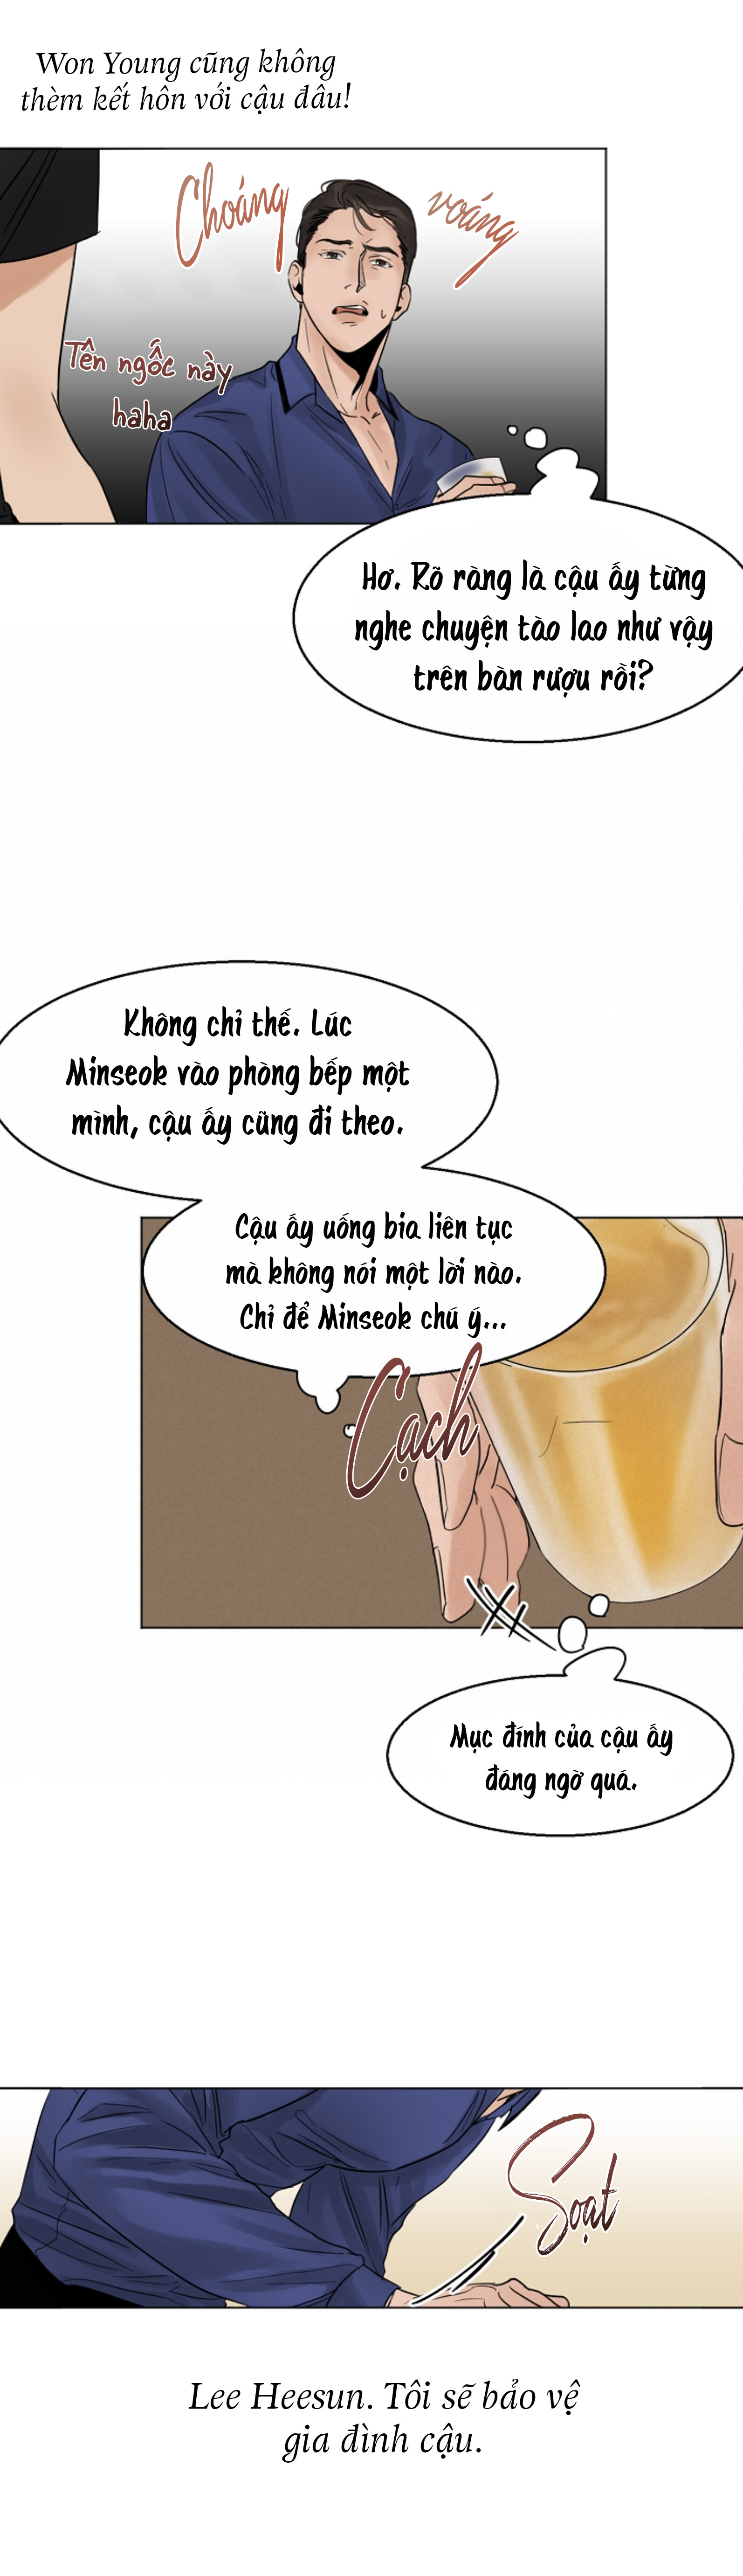 Won Young cũng không
thèm kết hôn với cậu đâu!
Choáng
voáng
Tên ngốc này
haha
Hơ. Rõ ràng là cậu ấy từng
nghe chuyện tào lao như vậy
trên bàn rượu rồi?
Không chỉ thế. Lúc
Minseok vào phòng bếp một
mình, cậu ấy cũng đi theo.
Cậu ấy uống bia liên tục
mà không nói một lời nào.
Chỉ để Minseok chú ý...
Cạch
Mục đính của cậu ấy
đáng ngờ quá.
Soạt
Lee Heesun. Tôi sẽ bảo vệ
gia đình cậu.